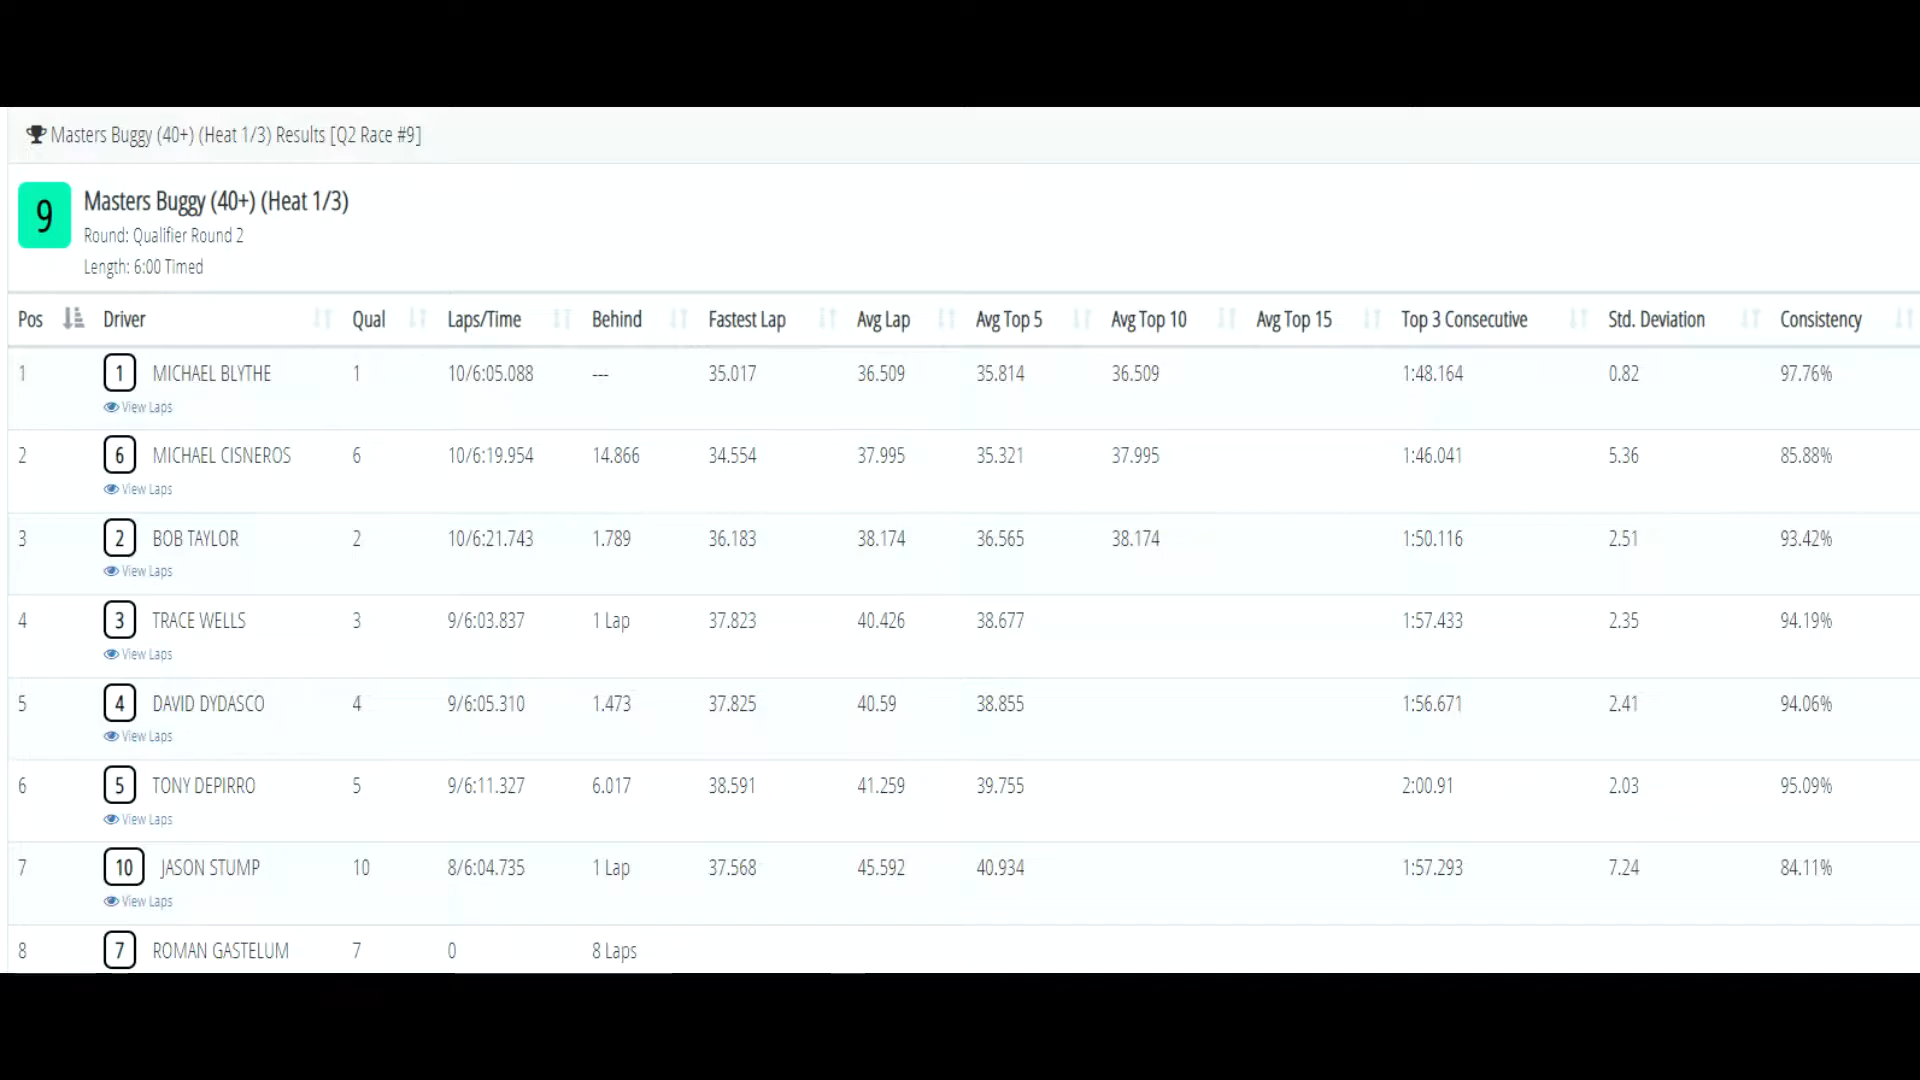 Masters Buggy (40+) (Heat 1/3) Results [Q2 Race #9]
9 Masters Buggy (40+) (Heat 1/3)
Round: Qualifier Round 2
Length: 6:00 Timed
Pos Driver Qual Laps/Time Behind Fastest Lap Avg Lap Avg Top 5 Avg Top 10 Avg Top 15 Top 3 Consecutive Std. Deviation Consistency
1 1 MICHAEL BLYTHE 1 10/6:05.088 --- 35.017 36.509 35.814 36.509 1:48.164 0.82 97.76%
View Laps
2 6 MICHAEL CISNEROS 6 10/6:19.954 14.866 34.554 37.995 35.321 37.995 1:46.041 5.36 85.88%
View Laps
3 2 BOB TAYLOR 2 10/6:21.743 1.789 36.183 38.174 36.565 38.174 1:50.116 2.51 93.42%
View Laps
4 3 TRACE WELLS 3 9/6:03.837 1 Lap 37.823 40.426 38.677 1:57.433 2.35 94.19%
View Laps
5 4 DAVID DYDASCO 4 9/6:05.310 1.473 37.825 40.59 38.855 1:56.671 2.41 94.06%
View Laps
6 5 TONY DEPIRRO 5 9/6:11.327 6.017 38.591 41.259 39.755 2:00.91 2.03 95.09%
View Laps
7 10 JASON STUMP 10 8/6:04.735 1 Lap 37.568 45.592 40.934 1:57.293 7.24 84.11%
View Laps
8 7 ROMAN GASTELUM 7 0 8 Laps